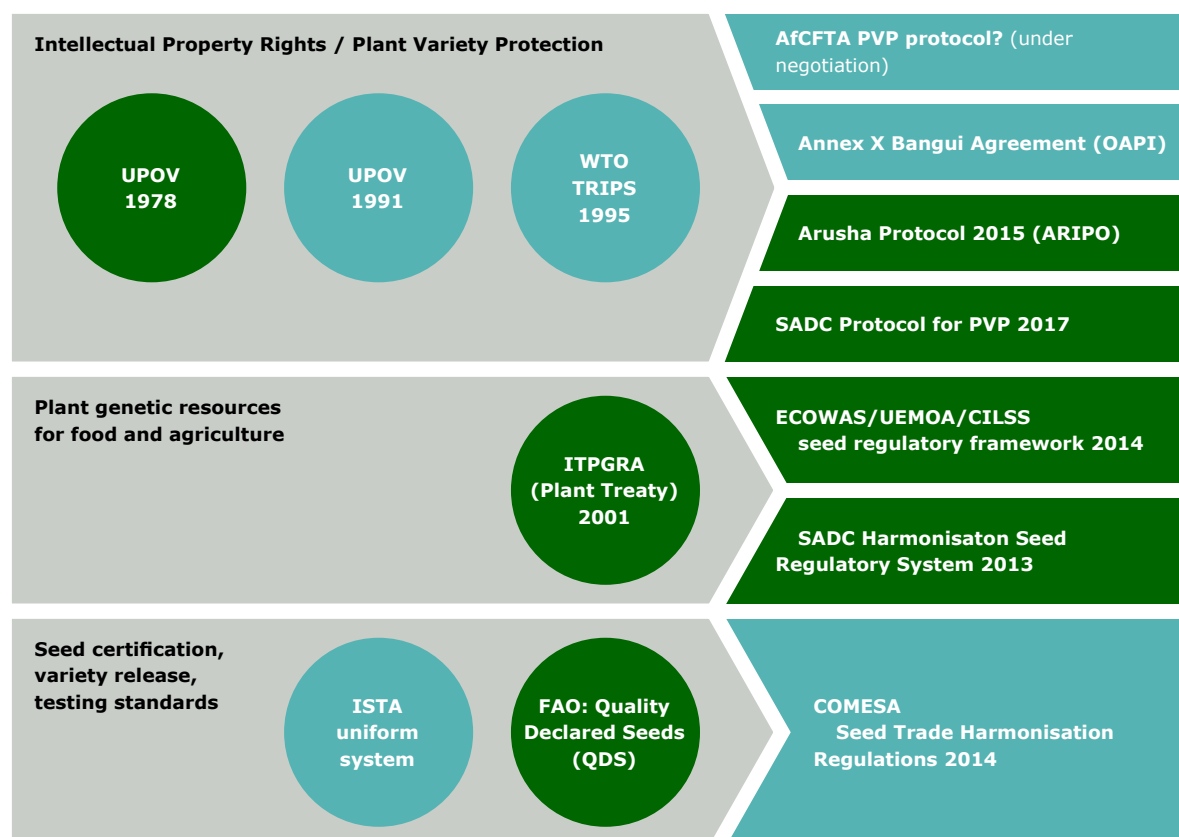 Intellectual Property Rights / Plant Variety Protection
UPOV
1978
UPOV
1991
WTO
TRIPS
1995
AfCFTA PVP protocol? (under
negotiation)
Annex X Bangui Agreement (OAPI)
Arusha Protocol 2015 (ARIPO)
SADC Protocol for PVP 2017
Plant genetic resources
for food and agriculture
ITPGRA
(Plant Treaty)
2001
ECOWAS/UEMOA/CILSS
seed regulatory framework 2014
SADC Harmonisaton Seed
Regulatory System 2013
Seed certification,
variety release,
testing standards
ISTA
uniform
system
FAO: Quality
Declared Seeds
(QDS)
COMESA
Seed Trade Harmonisation
Regulations 2014